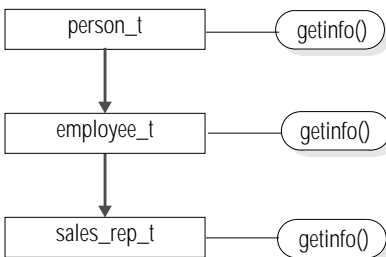 person_t
getinfo()
employee_t
getinfo()
sales_rep_t
getinfo()